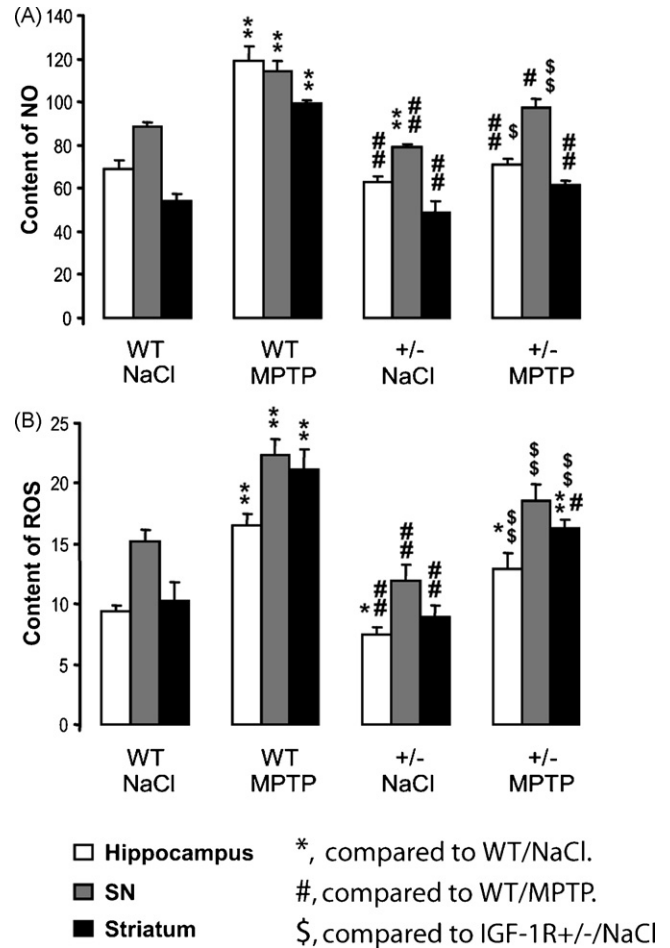 (A)
Content of NO
140
120
100
80
60
40
20
0
** ** **
## ** ## ##
## $ # $$ ##
WT
NaCl
WT
MPTP
+/-
NaCl
+/-
MPTP
(B)
Content of ROS
25
20
15
10
5
0
** ** **
* ## ## ##
* $$ $$ $$ ** #
WT
NaCl
WT
MPTP
+/-
NaCl
+/-
MPTP
Hippocampus
SN
Striatum
*, compared to WT/NaCl.
#, compared to WT/MPTP.
$, compared to IGF-1R+/-/NaCl